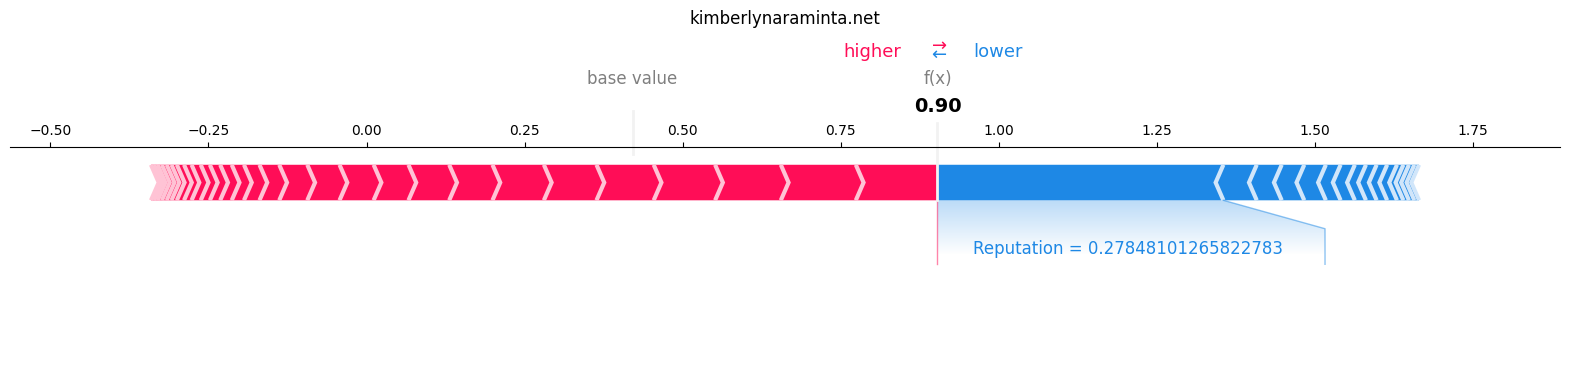 kimberlynaraminta.net
higher ⇄ lower
base value f(x)
0.90
−0.50 −0.25 0.00 0.25 0.50 0.75 1.00 1.25 1.50 1.75
Reputation = 0.27848101265822783